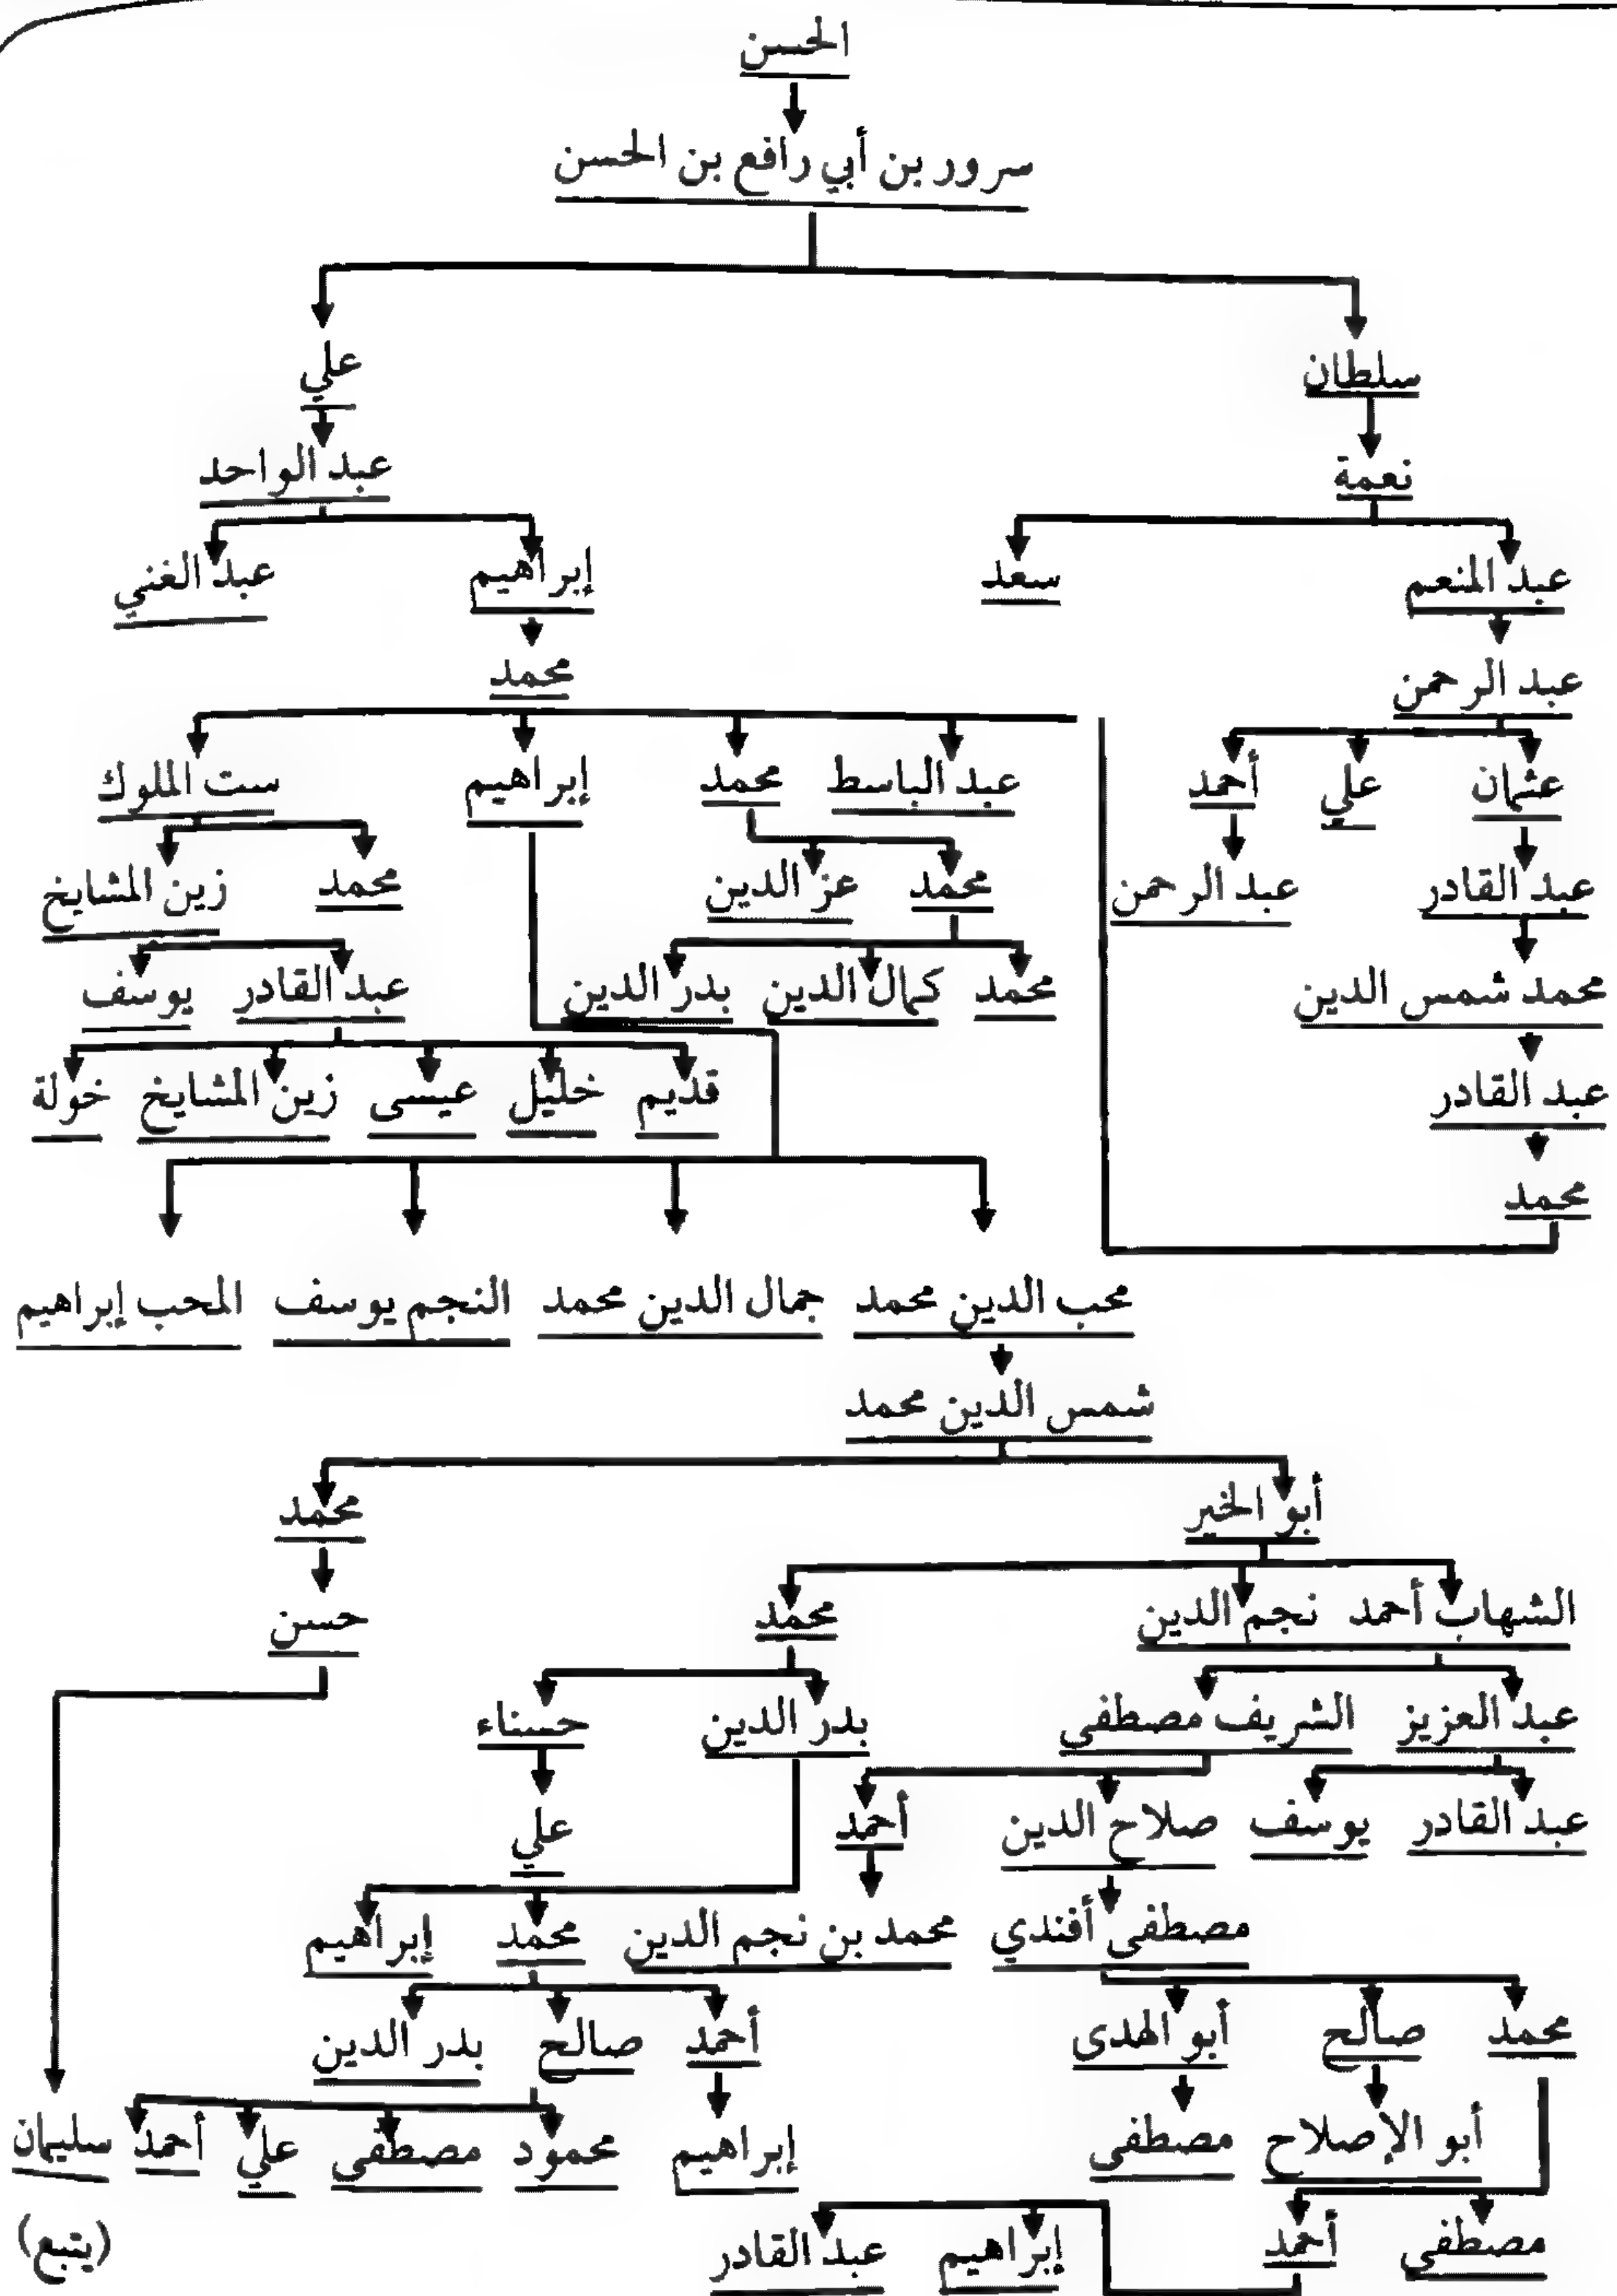 الحسن
سرور بن أبي رافع بن الحسن
سلطان علي
نعمة عبد الواحد
عبد المنعم سعد إبراهيم عبد الغني
عبد الرحمن محمد
عثمان علي أحمد عبد الباسط محمد إبراهيم ست الملوك
عبد القادر عبد الرحمن محمد عز الدين محمد زين المشايخ
محمد شمس الدين محمد كمال الدين بدر الدين عبد القادر يوسف
عبد القادر قديم خليل عيسى زين المشايخ خولة
محمد
محب الدين محمد جمال الدين محمد النجم يوسف المحب إبراهيم
شمس الدين محمد
أبو الخير محمد
الشهاب أحمد نجم الدين محمد حسن
عبد العزيز الشريف مصطفى بدر الدين حسناء
عبد القادر يوسف صلاح الدين أحمد علي
مصطفى أفندي محمد بن نجم الدين محمد إبراهيم
محمد صالح أبو الهدى أحمد صالح بدر الدين
أبو الإصلاح مصطفى إبراهيم محمود مصطفى علي أحمد سليمان
مصطفى أحمد إبراهيم عبد القادر (يتبع)